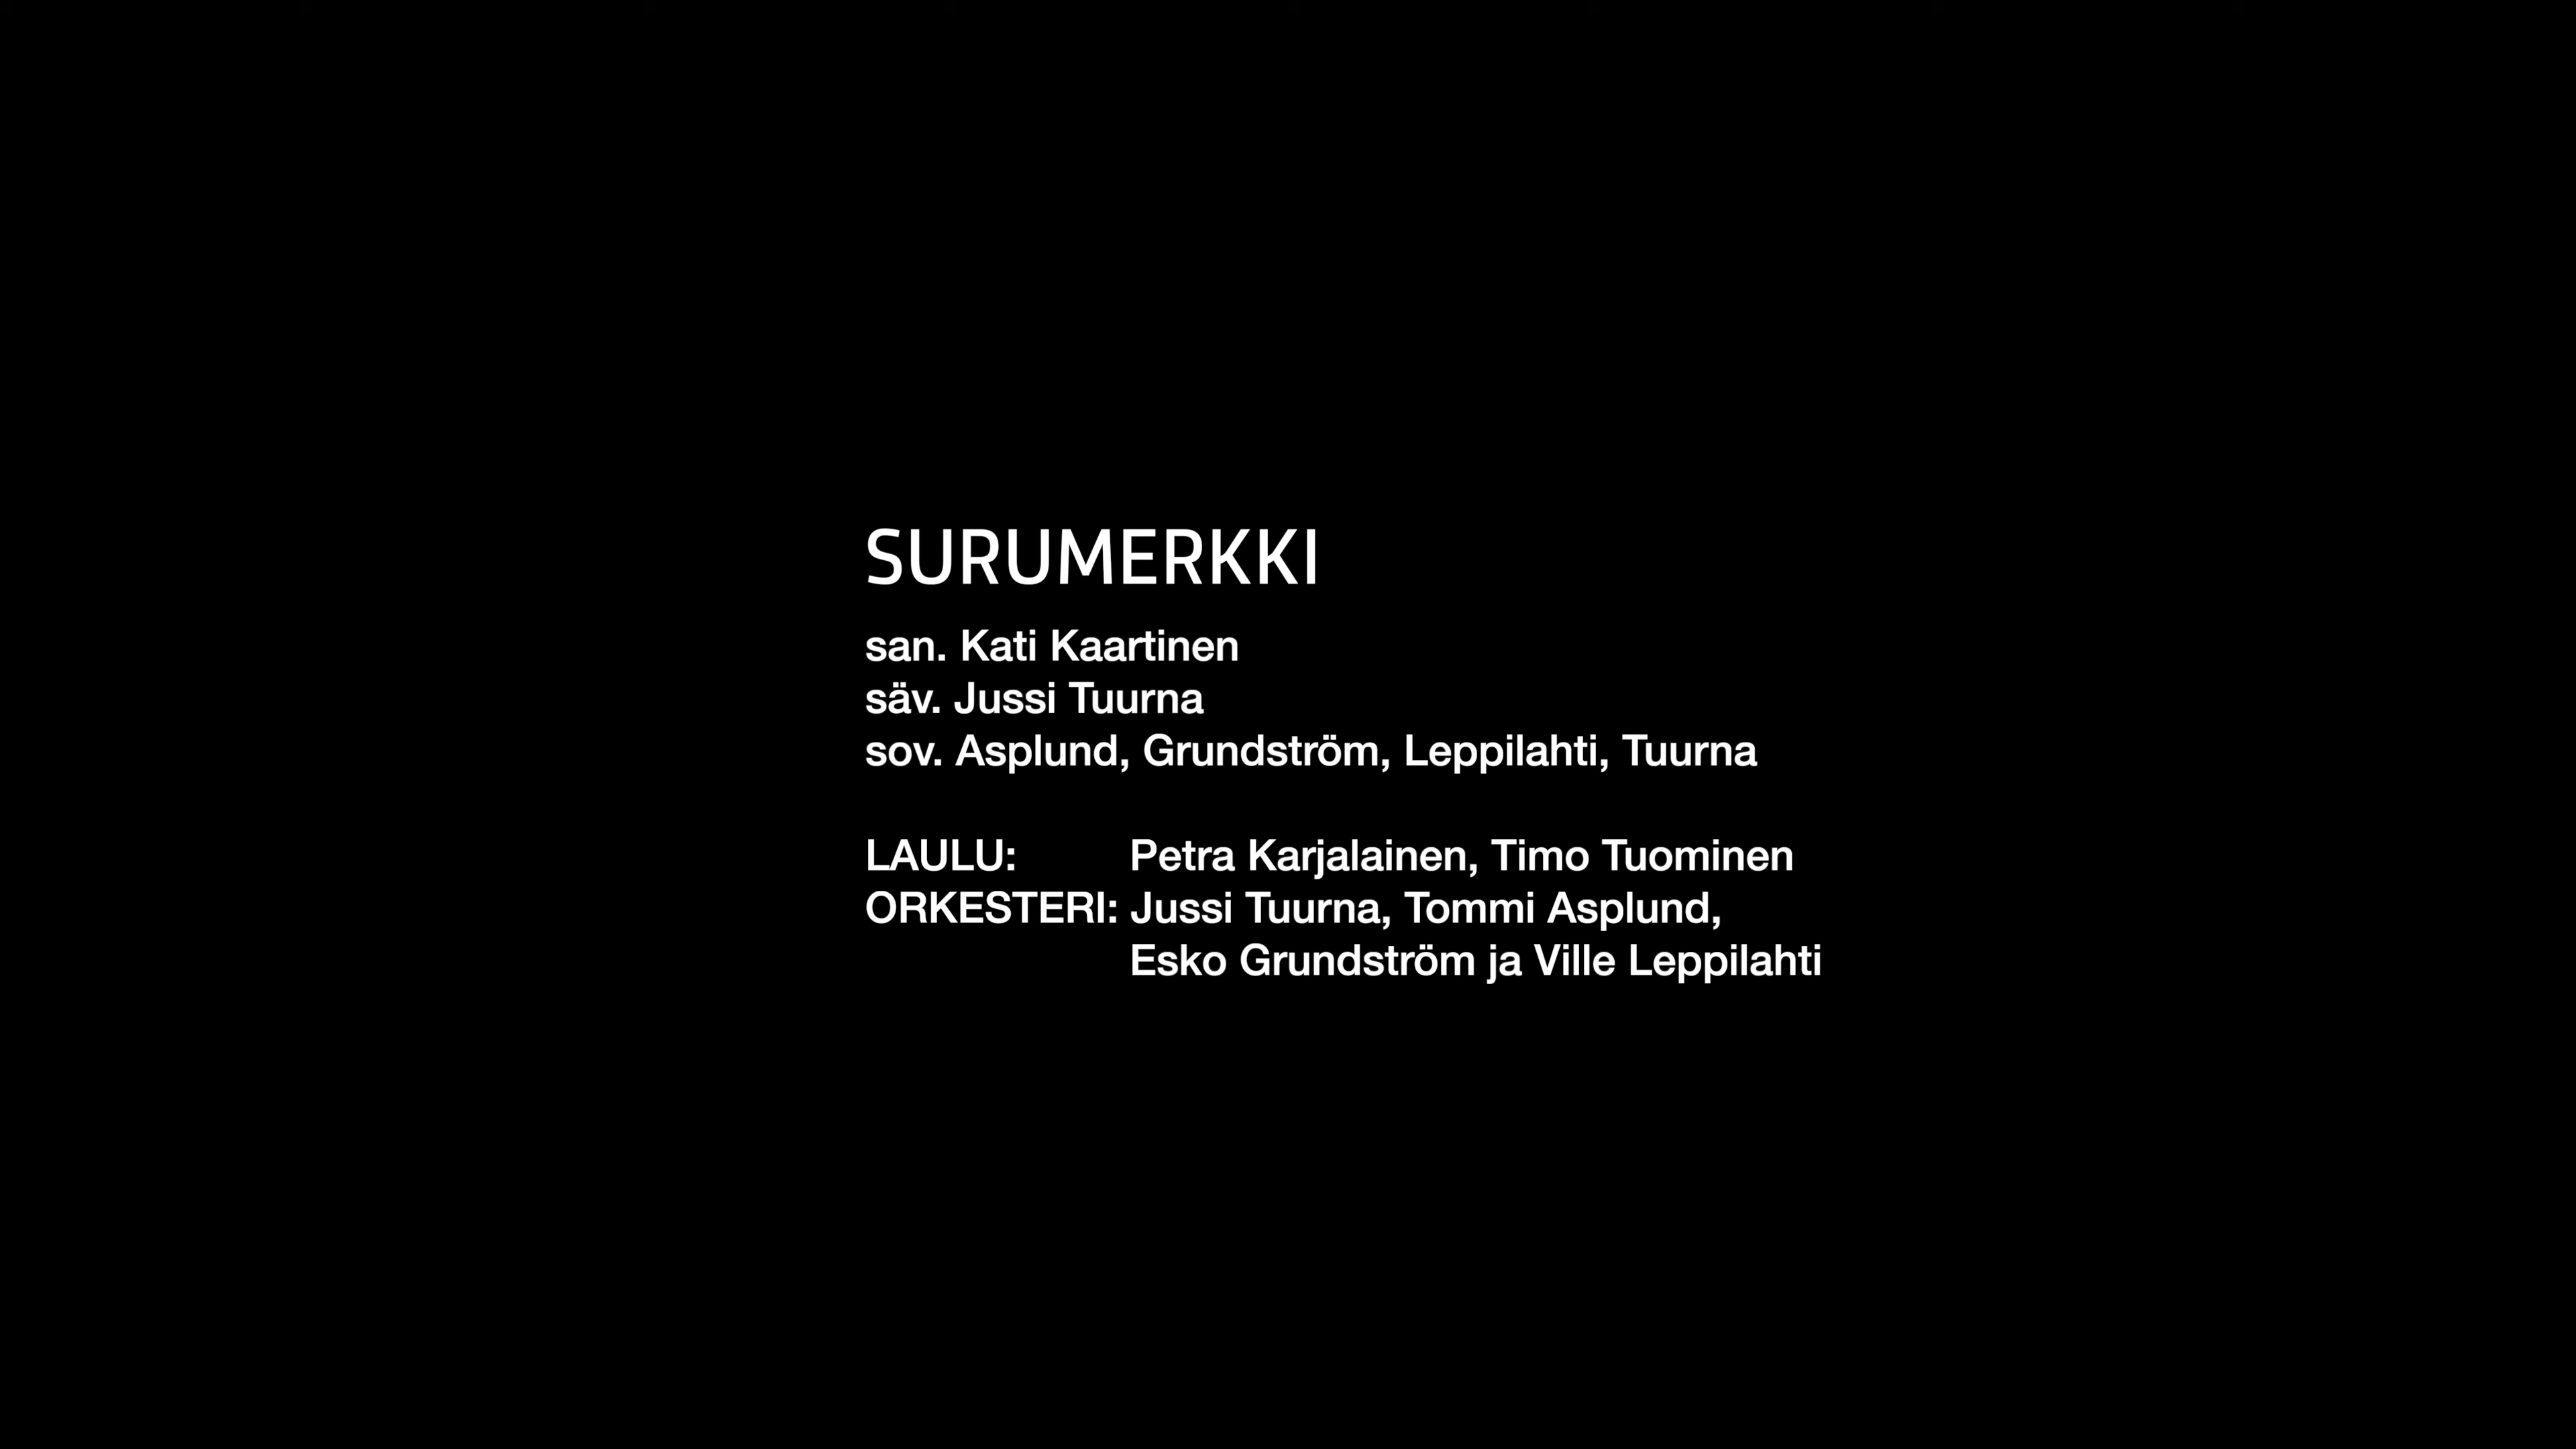 SURUMERKKI
san. Kati Kaartinen
säv. Jussi Tuurna
sov. Asplund, Grundström, Leppilahti, Tuurna
LAULU: Petra Karjalainen, Timo Tuominen
ORKESTERI: Jussi Tuurna, Tommi Asplund,
Esko Grundström ja Ville Leppilahti